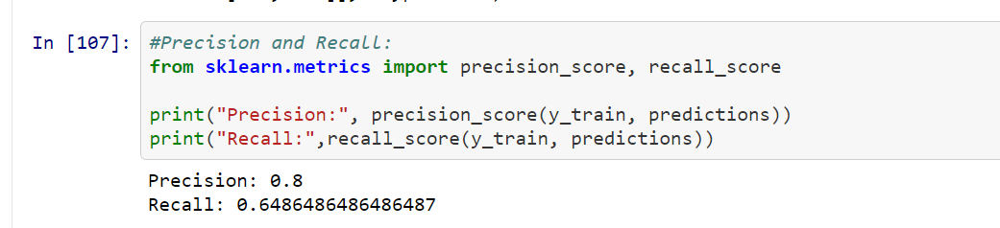 In [107]: #Precision and Recall:
from sklearn.metrics import precision_score, recall_score
print("Precision:", precision_score(y_train, predictions))
print("Recall:",recall_score(y_train, predictions))
Precision: 0.8
Recall: 0.6486486486486487